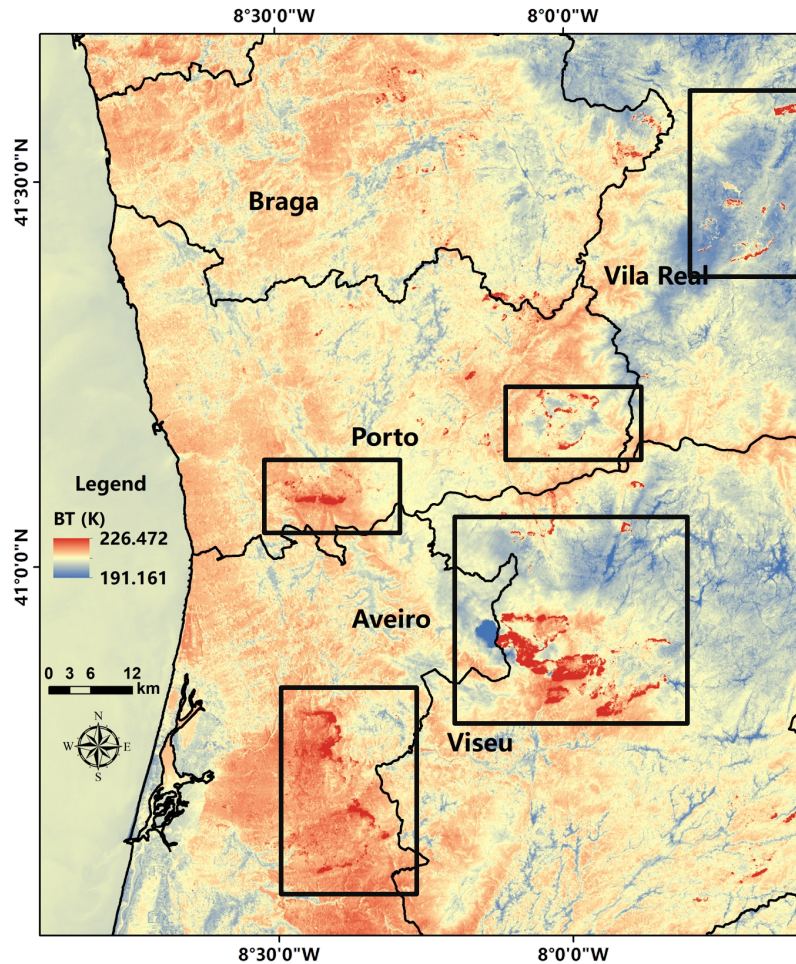 8°30'0"W 8°0'0"W
41°30'0"N
Braga
Vila Real
Porto
Legend
BT (K)
226.472
191.161
41°0'0"N
Aveiro
0 3 6 12
km
N
W E
S
Viseu
8°30'0"W 8°0'0"W